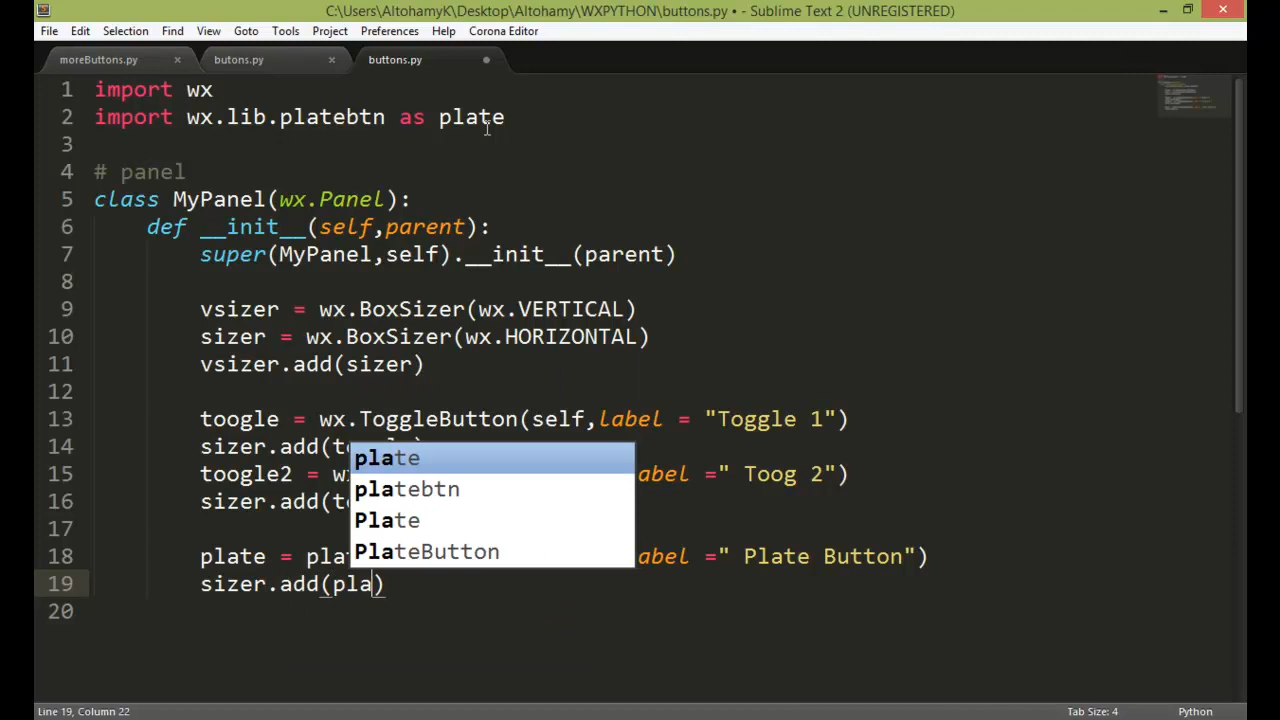 C:\Users\AltohamyK\Desktop\Altohamy\WXPYTHON\buttons.py • - Sublime Text 2 (UNREGISTERED)
File Edit Selection Find View Goto Tools Project Preferences Help Corona Editor
moreButtons.py butons.py buttons.py
1 import wx
2 import wx.lib.platebtn as plate
3
4 # panel
5 class MyPanel(wx.Panel):
6 def __init__(self,parent):
7 super(MyPanel,self).__init__(parent)
8
9 vsizer = wx.BoxSizer(wx.VERTICAL)
10 sizer = wx.BoxSizer(wx.HORIZONTAL)
11 vsizer.add(sizer)
12
13 toogle = wx.ToggleButton(self,label = "Toggle 1")
14 sizer.add(
15 toogle2 = abel =" Toog 2")
16 sizer.add(
17
18 plate = abel =" Plate Button")
19 sizer.add(pla)
20
plate
platebtn
Plate
PlateButton
Line 19, Column 22 Tab Size: 4 Python